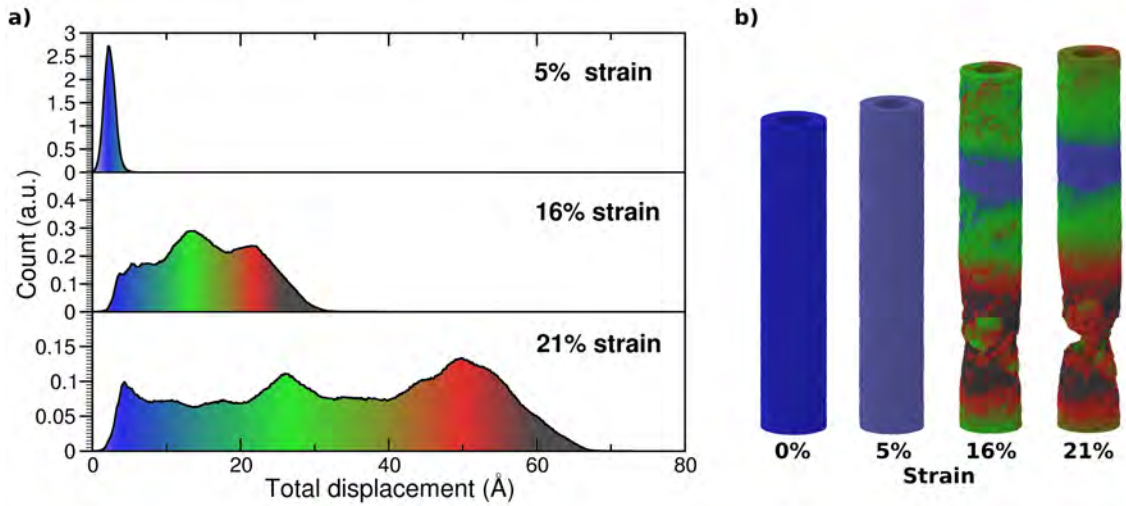 a)
3
2.5
2
1.5
1
0.5
0
5% strain
0.4
0.3
0.2
0.1
0
16% strain
0.15
0.1
0.05
0
21% strain
Count (a.u.)
0 20 40 60 80
Total displacement (Å)
b)
0% 5% 16% 21%
Strain